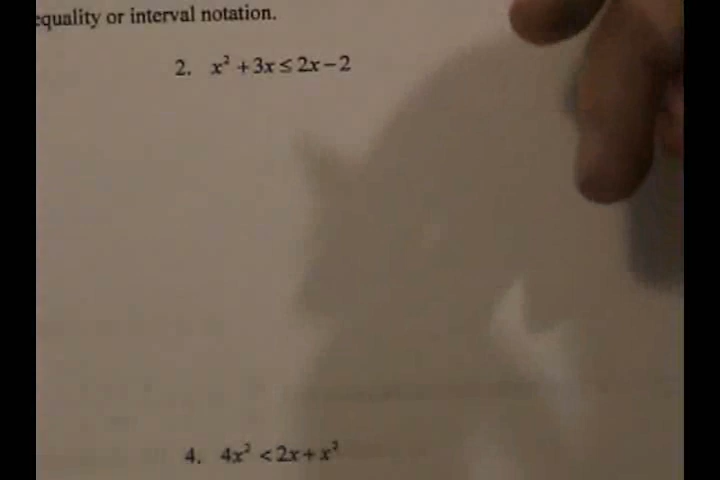 equality or interval notation.
2. x² + 3x ≤ 2x − 2
4. 4x² < 2x + x²